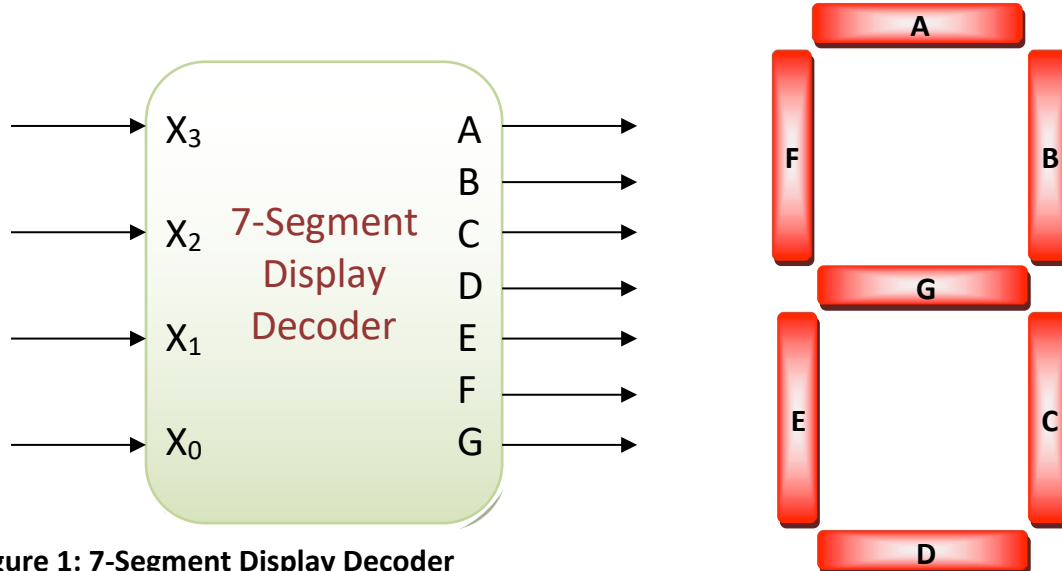 X₃
X₂
X₁
X₀
7-Segment
Display
Decoder
A
B
C
D
E
F
G
A
F
B
G
E
C
D
gure 1: 7-Segment Display Decoder